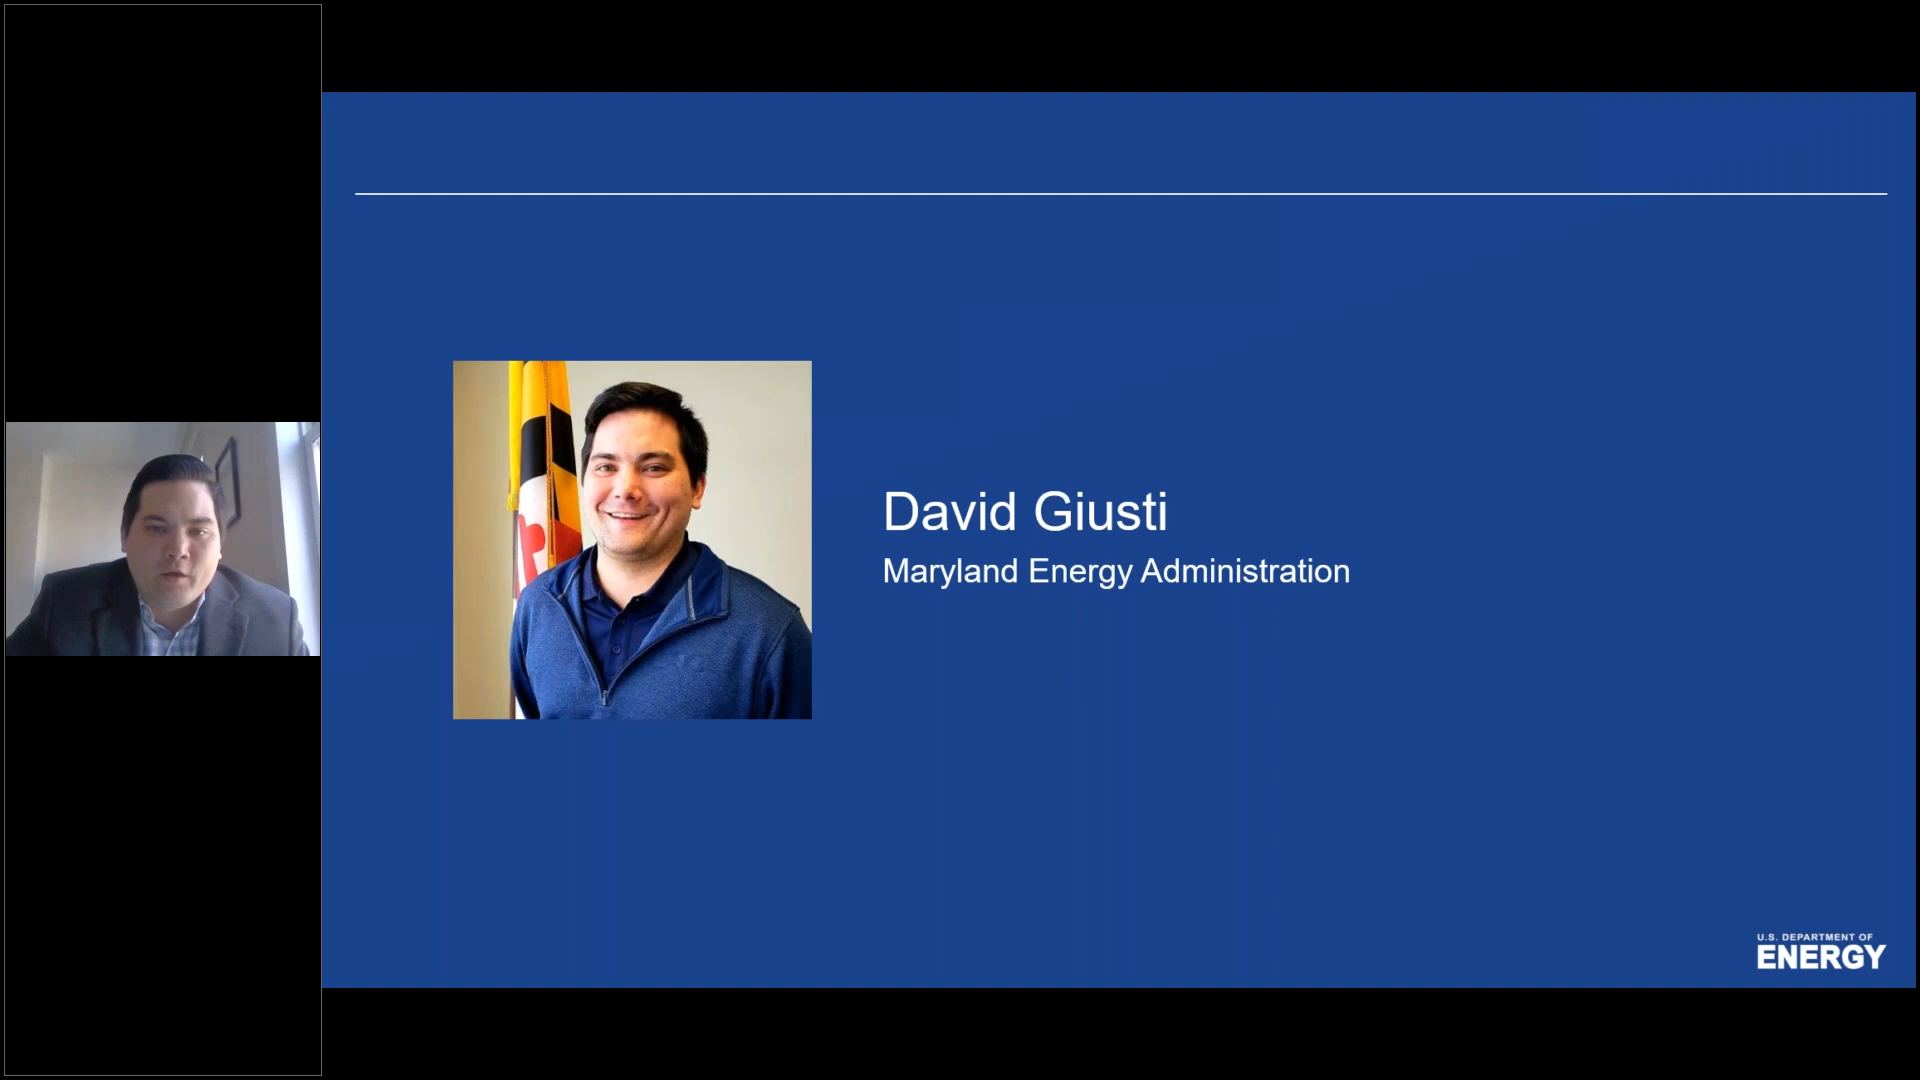 David Giusti
Maryland Energy Administration
U.S. DEPARTMENT OF
ENERGY